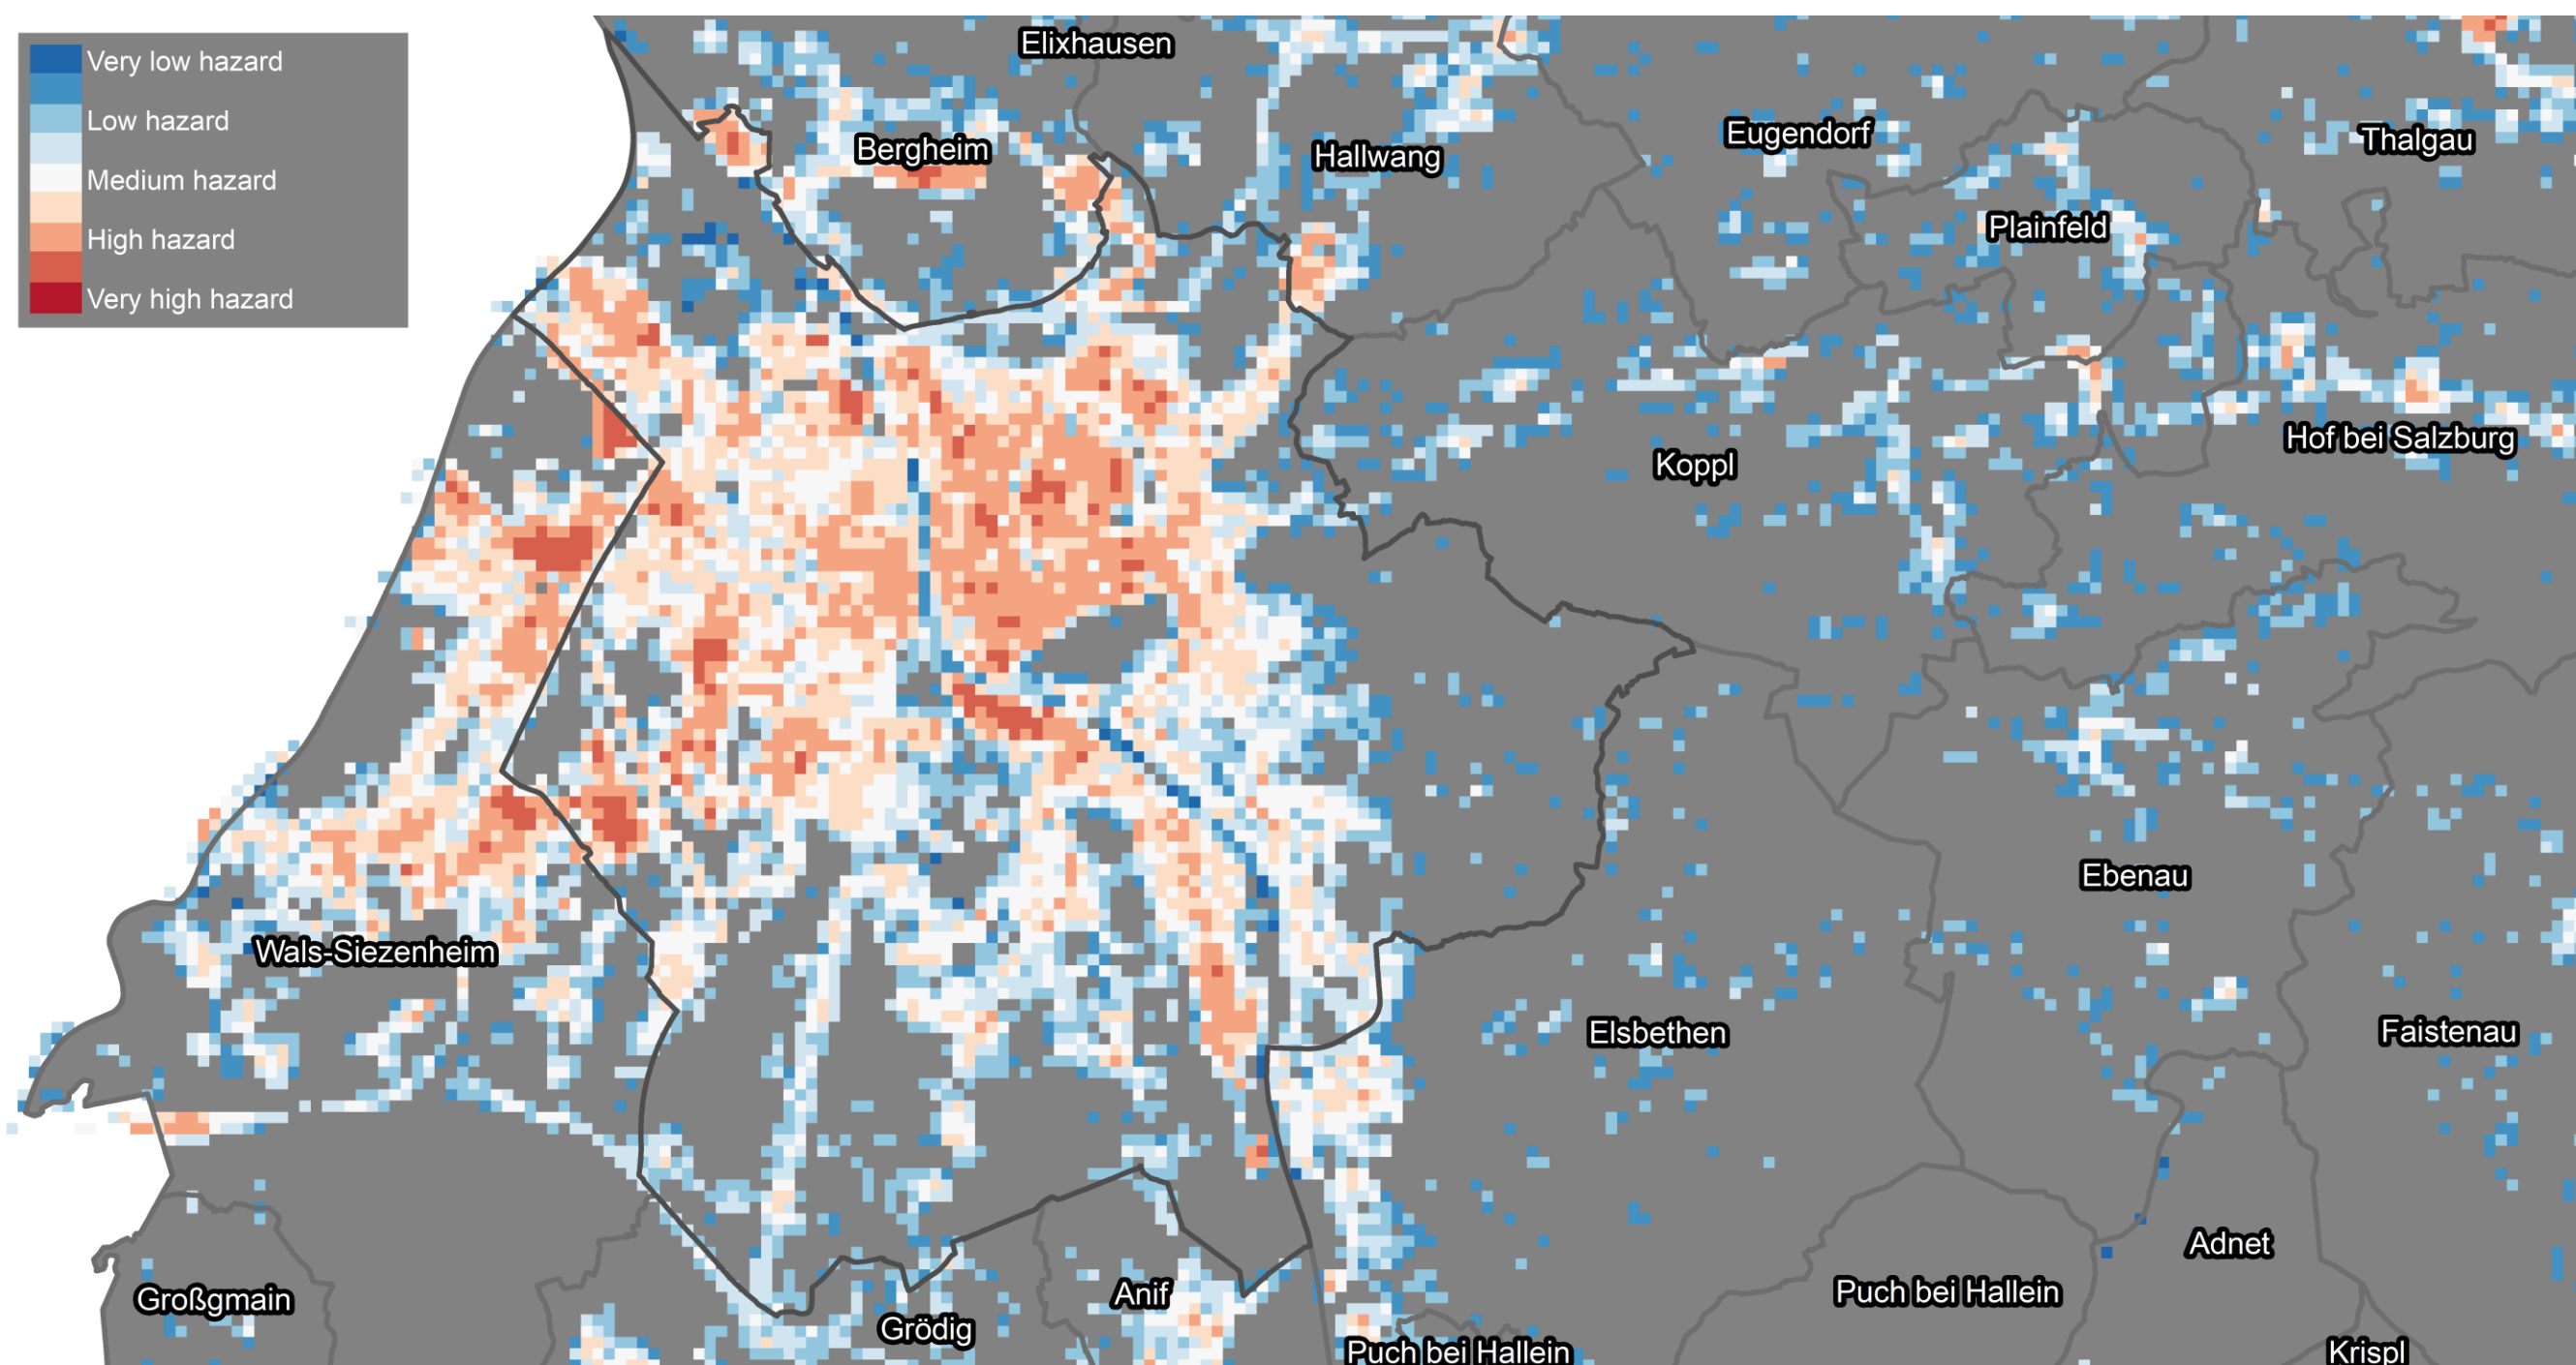 Very low hazard
Low hazard
Medium hazard
High hazard
Very high hazard
Elixhausen
Bergheim
Hallwang
Eugendorf
Thalgau
Plainfeld
Koppl
Hof bei Salzburg
Wals-Siezenheim
Ebenau
Elsbethen
Faistenau
Großgmain
Grödig
Anif
Puch bei Hallein
Adnet
Puch bei Hallein
Krispl